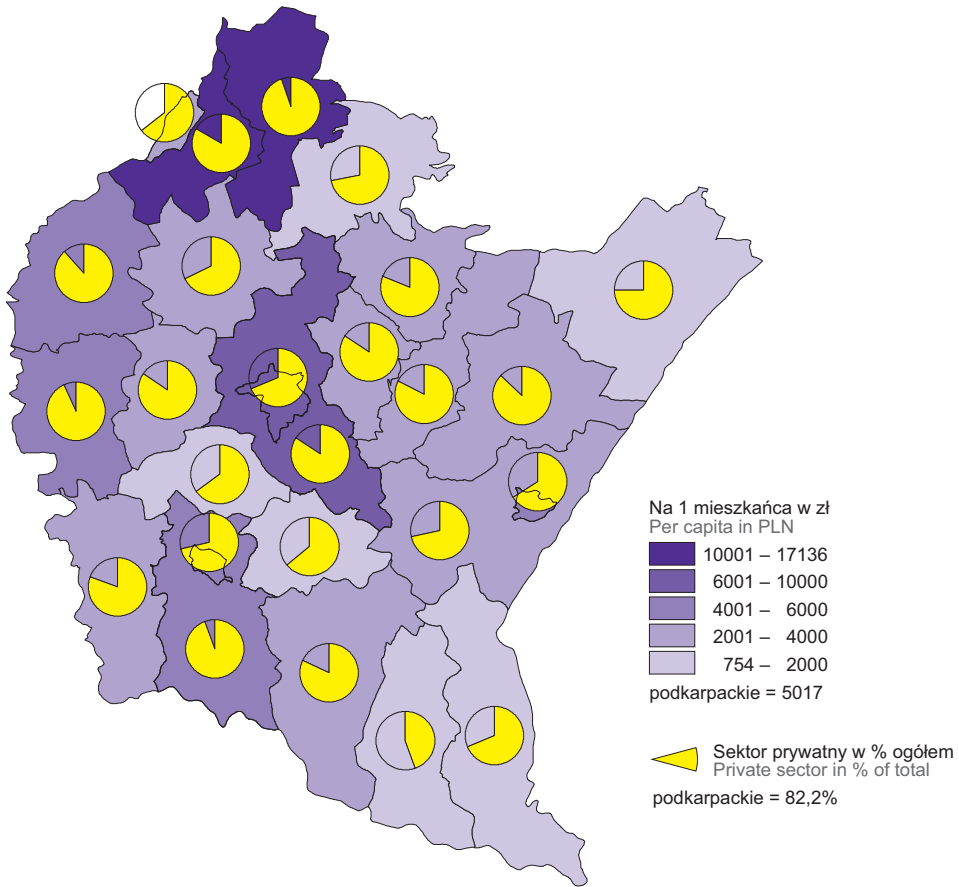 Na 1 mieszkańca w zł
Per capita in PLN
10001 – 17136
6001 – 10000
4001 – 6000
2001 – 4000
754 – 2000
podkarpackie = 5017
Sektor prywatny w % ogółem
Private sector in % of total
podkarpackie = 82,2%